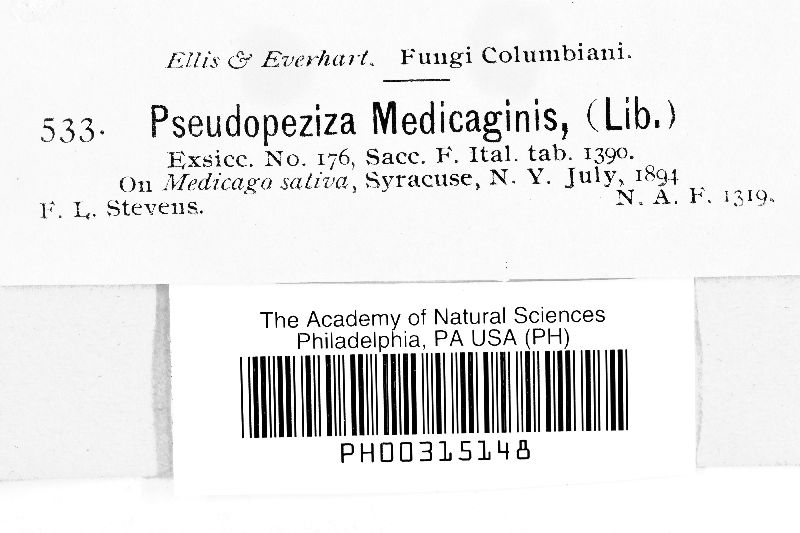 Ellis & Everhart. Fungi Columbiani.
533. Pseudopeziza Medicaginis, (Lib.)
Exsicc. No. 176, Sacc. F. Ital. tab. 1390.
On Medicago sativa, Syracuse, N. Y. July, 1894
F. L. Stevens. N. A. F. 1319.
The Academy of Natural Sciences
Philadelphia, PA USA (PH)
PH00315148